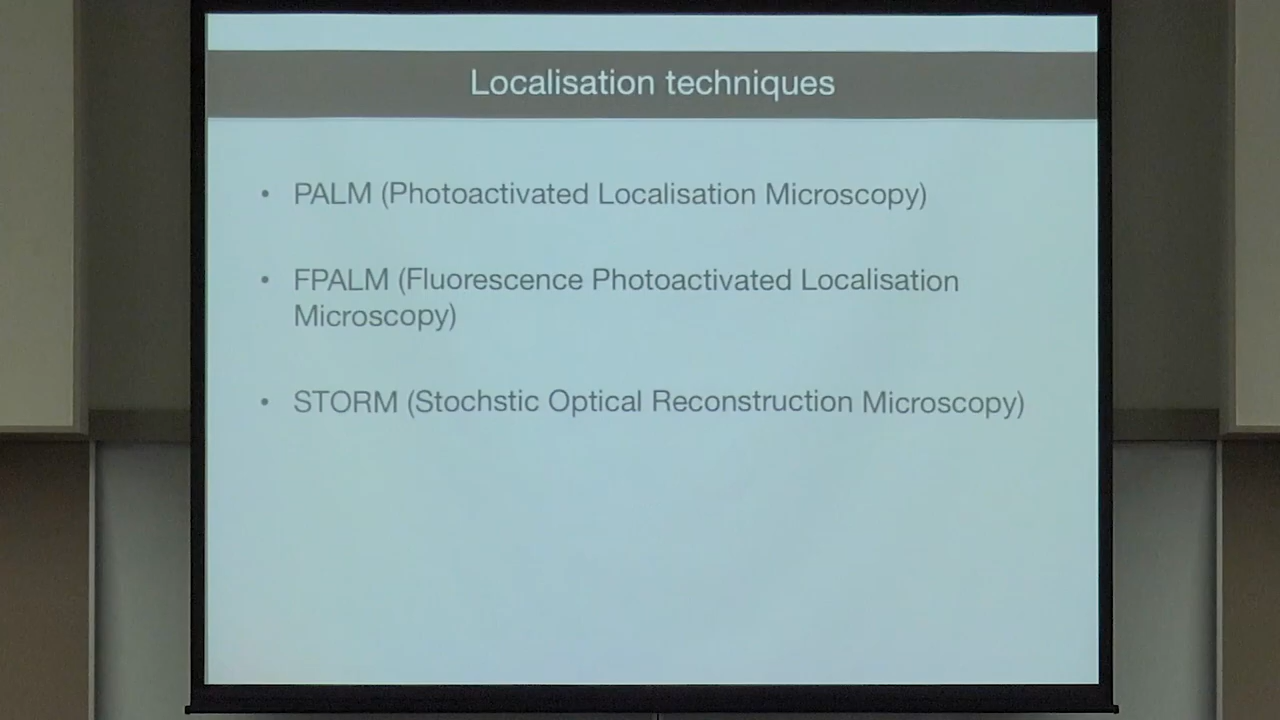 Localisation techniques
• PALM (Photoactivated Localisation Microscopy)
• FPALM (Fluorescence Photoactivated Localisation
Microscopy)
• STORM (Stochstic Optical Reconstruction Microscopy)